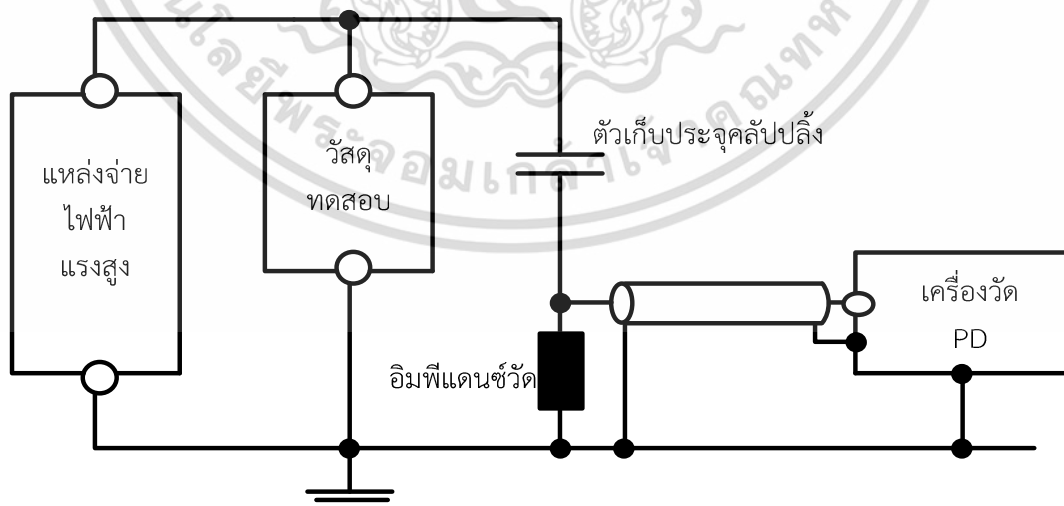 แหล่งจ่าย
ไฟฟ้า
แรงสูง
วัสดุ
ทดสอบ
ตัวเก็บประจุคลัปปลิ้ง
อิมพีแดนซ์วัด
เครื่องวัด
PD